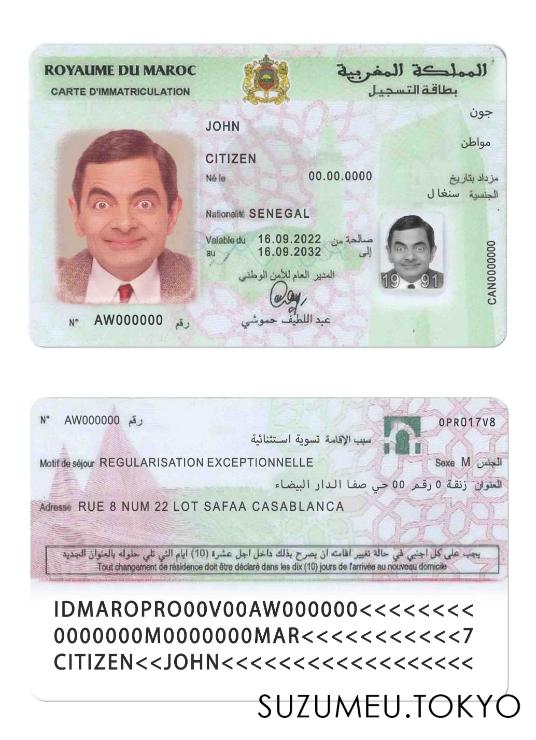 ROYAUME DU MAROC
المملكة المغربية
CARTE D'IMMATRICULATION
بطاقة التسجيل
جون
JOHN
مواطن
CITIZEN
Né le 00.00.0000 مزداد بتاريخ
الجنسية سنغال
Nationalité SENEGAL
Valable du 16.09.2022 صالحة من
au 16.09.2032 إلى
المدير العام للأمن الوطني
عبد اللطيف حموشي
19 91
CAN0000000
N° AW000000 رقم
N° AW000000 رقم
0PR017V8
سبب الإقامة تسوية استثنائية
Motif de séjour REGULARISATION EXCEPTIONNELLE
Sexe M الجنس
العنوان زنقة 0 رقم 00 حي صفا الدار البيضاء
Adresse RUE 8 NUM 22 LOT SAFAA CASABLANCA
يجب على كل اجنبي في حالة تغيير اقامته ان يصرح بذلك داخل اجل عشرة (10) ايام التي تلي حلوله بالعنوان الجديد
Tout changement de résidence doit être déclaré dans les dix (10) jours de l'arrivée au nouveau domicile
IDMAROPRO00V00AW000000<<<<<<<<
0000000M0000000MAR<<<<<<<<<<<7
CITIZEN<<JOHN<<<<<<<<<<<<<<<<<
SUZUMEU.TOKYO